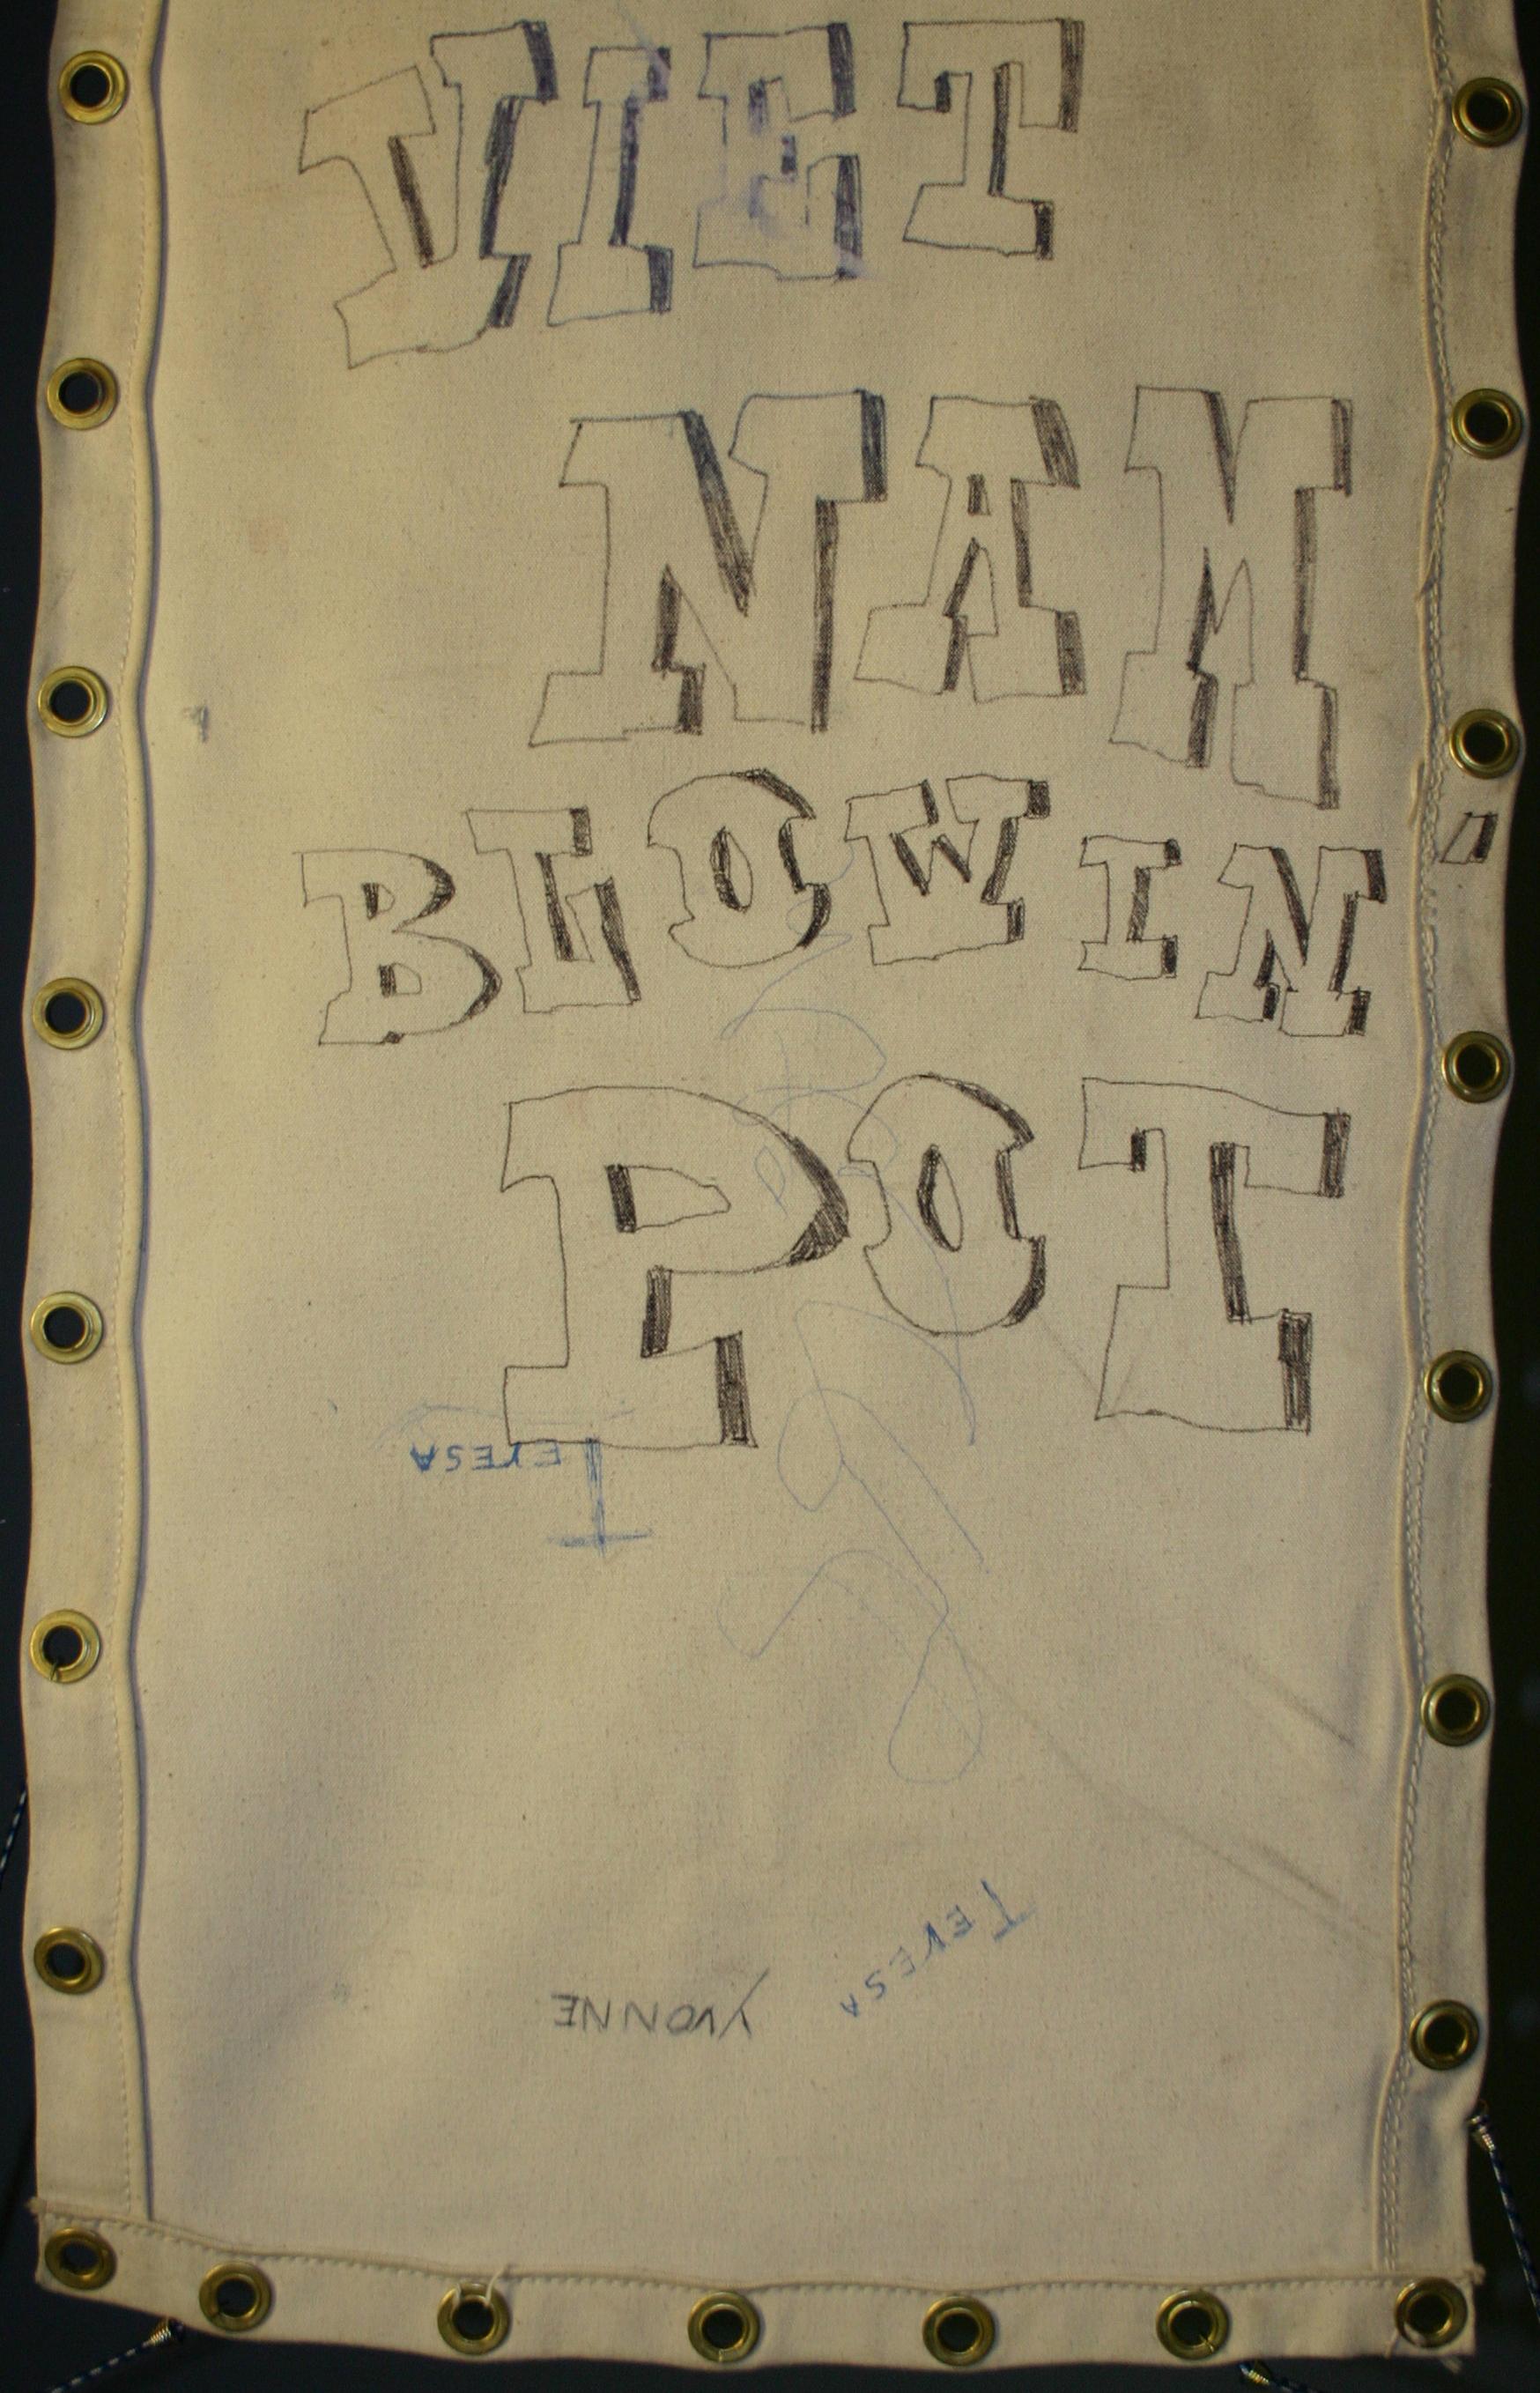 VIET
NAM
BLOWIN "
POT
TERESA
TERESA
YVONNE